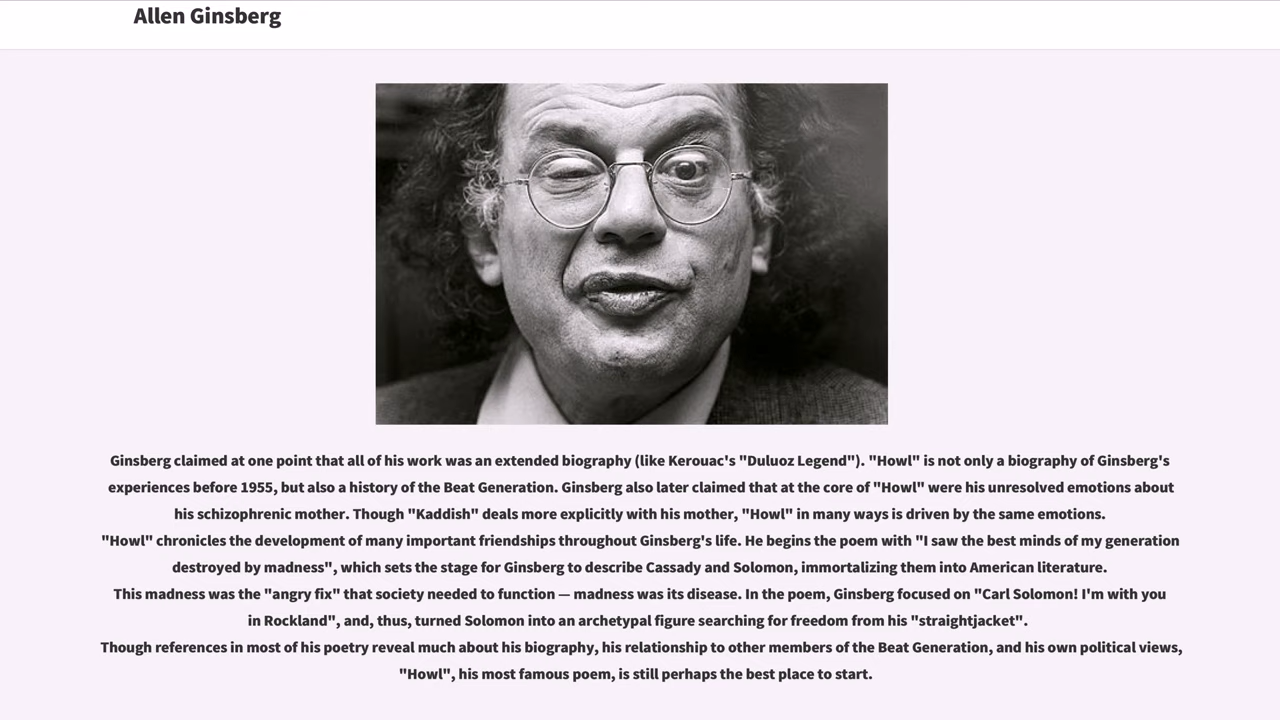 Allen Ginsberg
Ginsberg claimed at one point that all of his work was an extended biography (like Kerouac's "Duluoz Legend"). "Howl" is not only a biography of Ginsberg's
experiences before 1955, but also a history of the Beat Generation. Ginsberg also later claimed that at the core of "Howl" were his unresolved emotions about
his schizophrenic mother. Though "Kaddish" deals more explicitly with his mother, "Howl" in many ways is driven by the same emotions.
"Howl" chronicles the development of many important friendships throughout Ginsberg's life. He begins the poem with "I saw the best minds of my generation
destroyed by madness", which sets the stage for Ginsberg to describe Cassady and Solomon, immortalizing them into American literature.
This madness was the "angry fix" that society needed to function — madness was its disease. In the poem, Ginsberg focused on "Carl Solomon! I'm with you
in Rockland", and, thus, turned Solomon into an archetypal figure searching for freedom from his "straightjacket".
Though references in most of his poetry reveal much about his biography, his relationship to other members of the Beat Generation, and his own political views,
"Howl", his most famous poem, is still perhaps the best place to start.